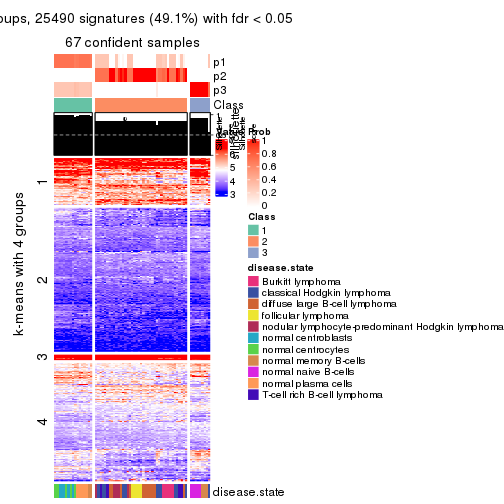 oups, 25490 signatures (49.1%) with fdr < 0.05
67 confident samples
p1
p2
p3
Class
Silhouette
score
Value
Prob
5
4
3
1
0.8
0.6
0.4
0.2
0
Class
1
2
3
disease.state
Burkitt lymphoma
classical Hodgkin lymphoma
diffuse large B-cell lymphoma
follicular lymphoma
nodular lymphocyte-predominant Hodgkin lymphoma
normal centroblasts
normal centrocytes
normal memory B-cells
normal naive B-cells
normal plasma cells
T-cell rich B-cell lymphoma
k-means with 4 groups
1
2
3
4
disease.state